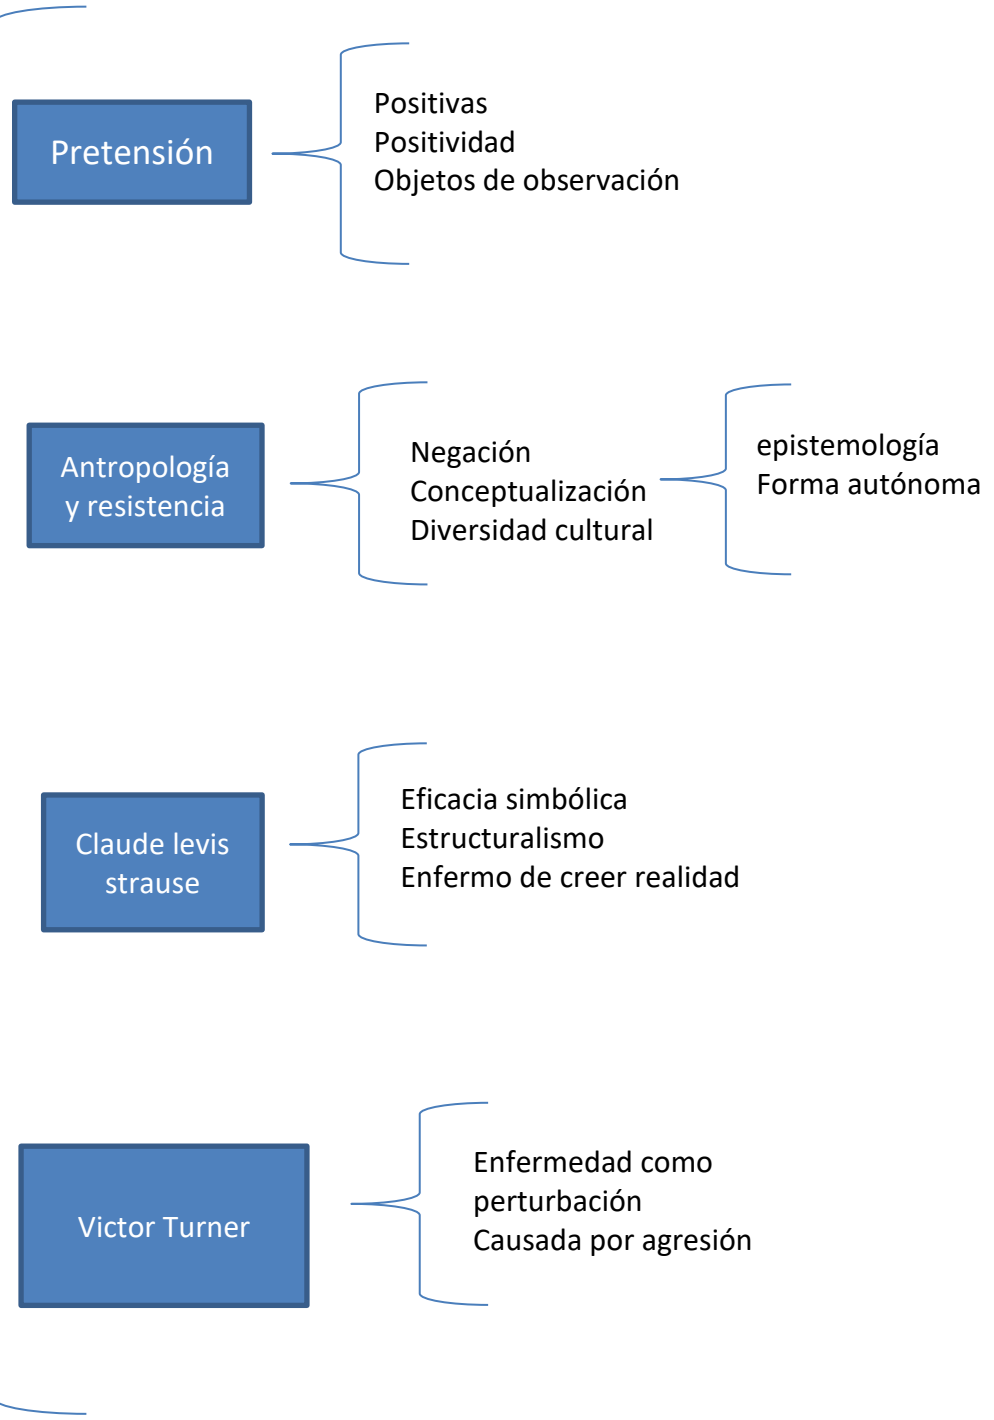 Pretensión
Positivas
Positividad
Objetos de observación
Antropología
y resistencia
Negación
Conceptualización
Diversidad cultural
epistemología
Forma autónoma
Claude levis
strause
Eficacia simbólica
Estructuralismo
Enfermo de creer realidad
Victor Turner
Enfermedad como
perturbación
Causada por agresión